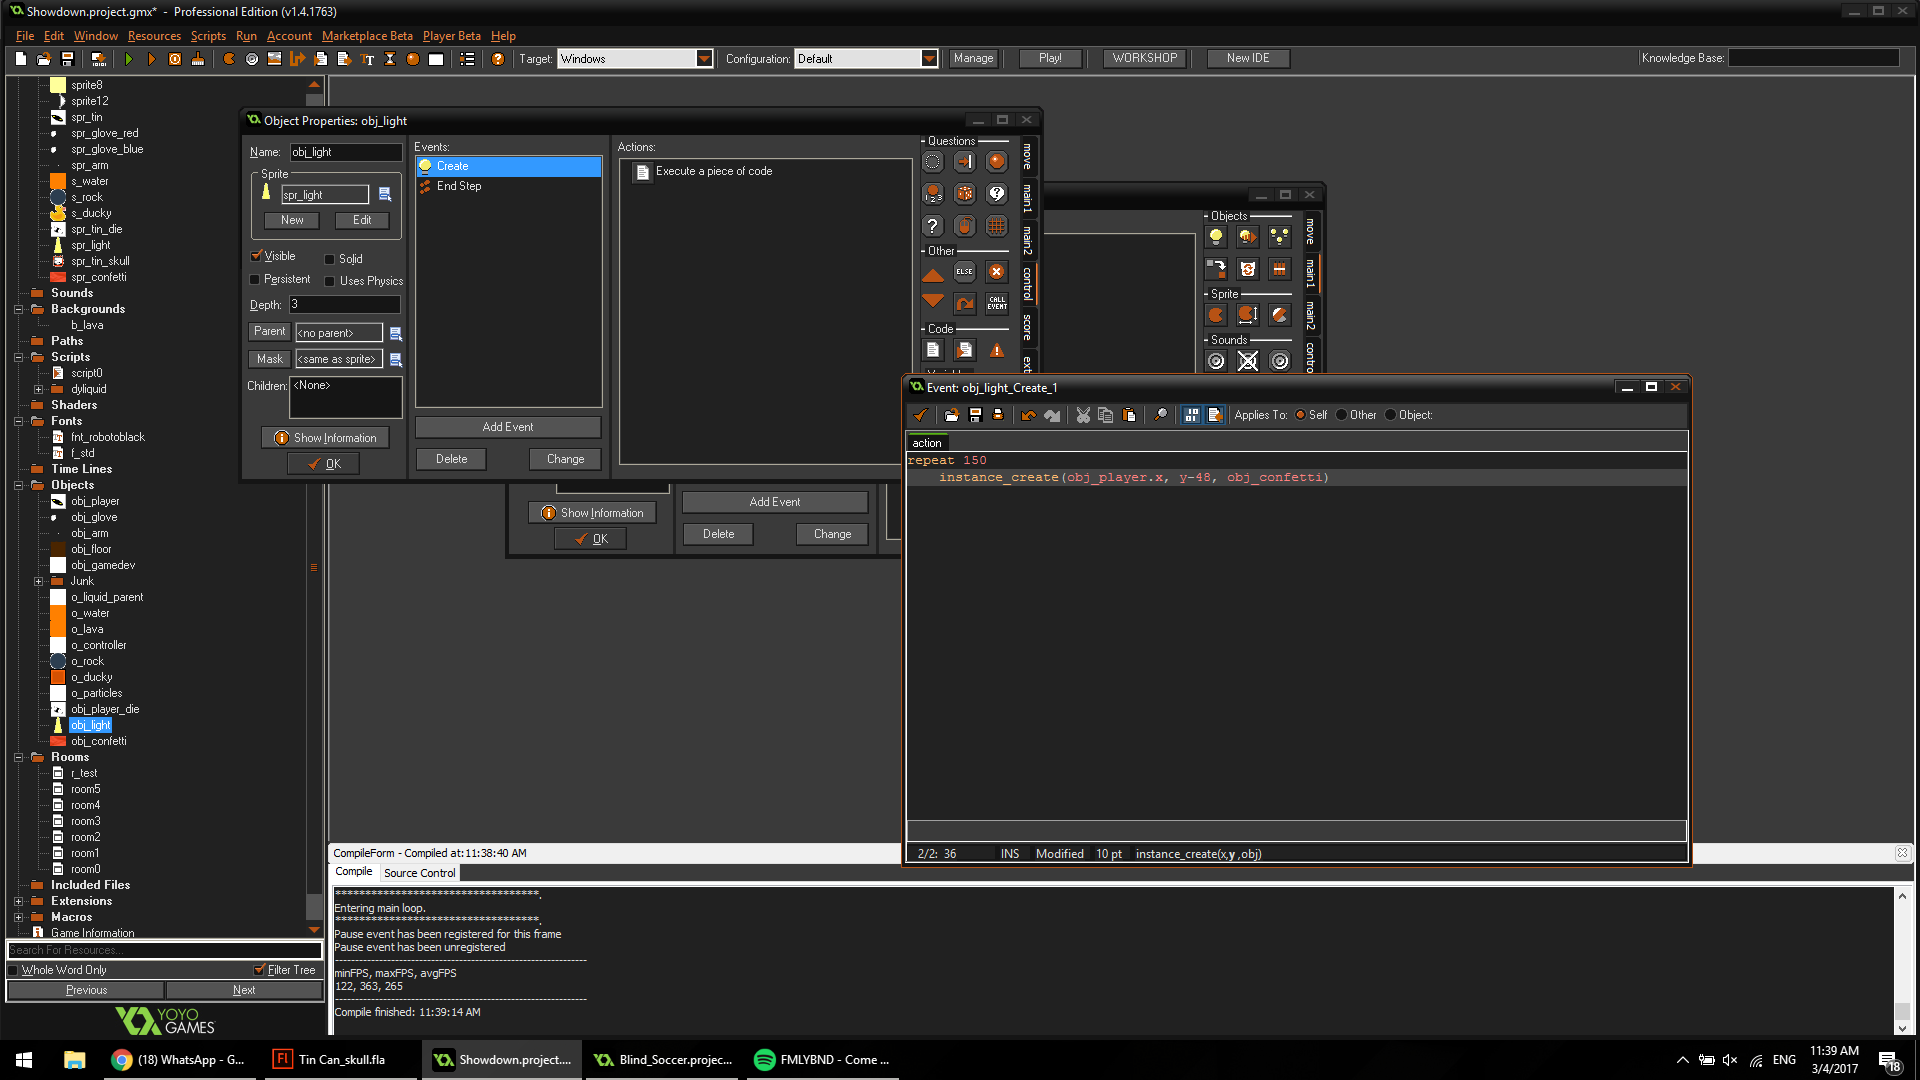 Showdown.project.gmx* - Professional Edition (v1.4.1763)
File Edit Window Resources Scripts Run Account Marketplace Beta Player Beta Help
Target: Windows Configuration: Default Manage Play! WORKSHOP New IDE Knowledge Base:
sprite8
sprite12
spr_tin
spr_glove_red
spr_glove_blue
spr_arm
s_water
s_rock
s_ducky
spr_tin_die
spr_light
spr_tin_skull
spr_confetti
Sounds
Backgrounds
b_lava
Paths
Scripts
script0
dyliquid
Shaders
Fonts
fnt_robotoblack
f_std
Time Lines
Objects
obj_player
obj_glove
obj_arm
obj_floor
obj_gamedev
Junk
o_liquid_parent
o_water
o_lava
o_controller
o_rock
o_ducky
o_particles
obj_player_die
obj_light
obj_confetti
Rooms
r_test
room5
room4
room3
room2
room1
room0
Included Files
Extensions
Macros
Game Information
Search For Resources...
Whole Word Only Filter Tree
Previous Next
YOYO
GAMES
Object Properties: obj_light
Name: obj_light
Sprite
spr_light
New Edit
Visible Solid
Persistent Uses Physics
Depth: 3
Parent <no parent>
Mask <same as sprite>
Children: <None>
Show Information
OK
Events:
Create
End Step
Add Event
Delete Change
Actions:
Execute a piece of code
Questions
Other
ELSE
CALL EVENT
Code
move
main1
main2
control
score
ext
Objects
Sprite
Sounds
move
main1
main2
contro
Show Information
OK
Add Event
Delete Change
Event: obj_light_Create_1
Applies To: Self Other Object:
action
repeat 150
instance_create(obj_player.x, y-48, obj_confetti)
2/2: 36 INS Modified 10 pt instance_create(x,y,obj)
CompileForm - Compiled at:11:38:40 AM
Compile Source Control
***********************************.
Entering main loop.
***********************************.
Pause event has been registered for this frame
Pause event has been unregistered
minFPS, maxFPS, avgFPS
122, 363, 265
Compile finished: 11:39:14 AM
(18) WhatsApp - G...
Tin Can_skull.fla
Showdown.project....
Blind_Soccer.projec...
FMLYBND - Come ...
ENG
11:39 AM
3/4/2017
18